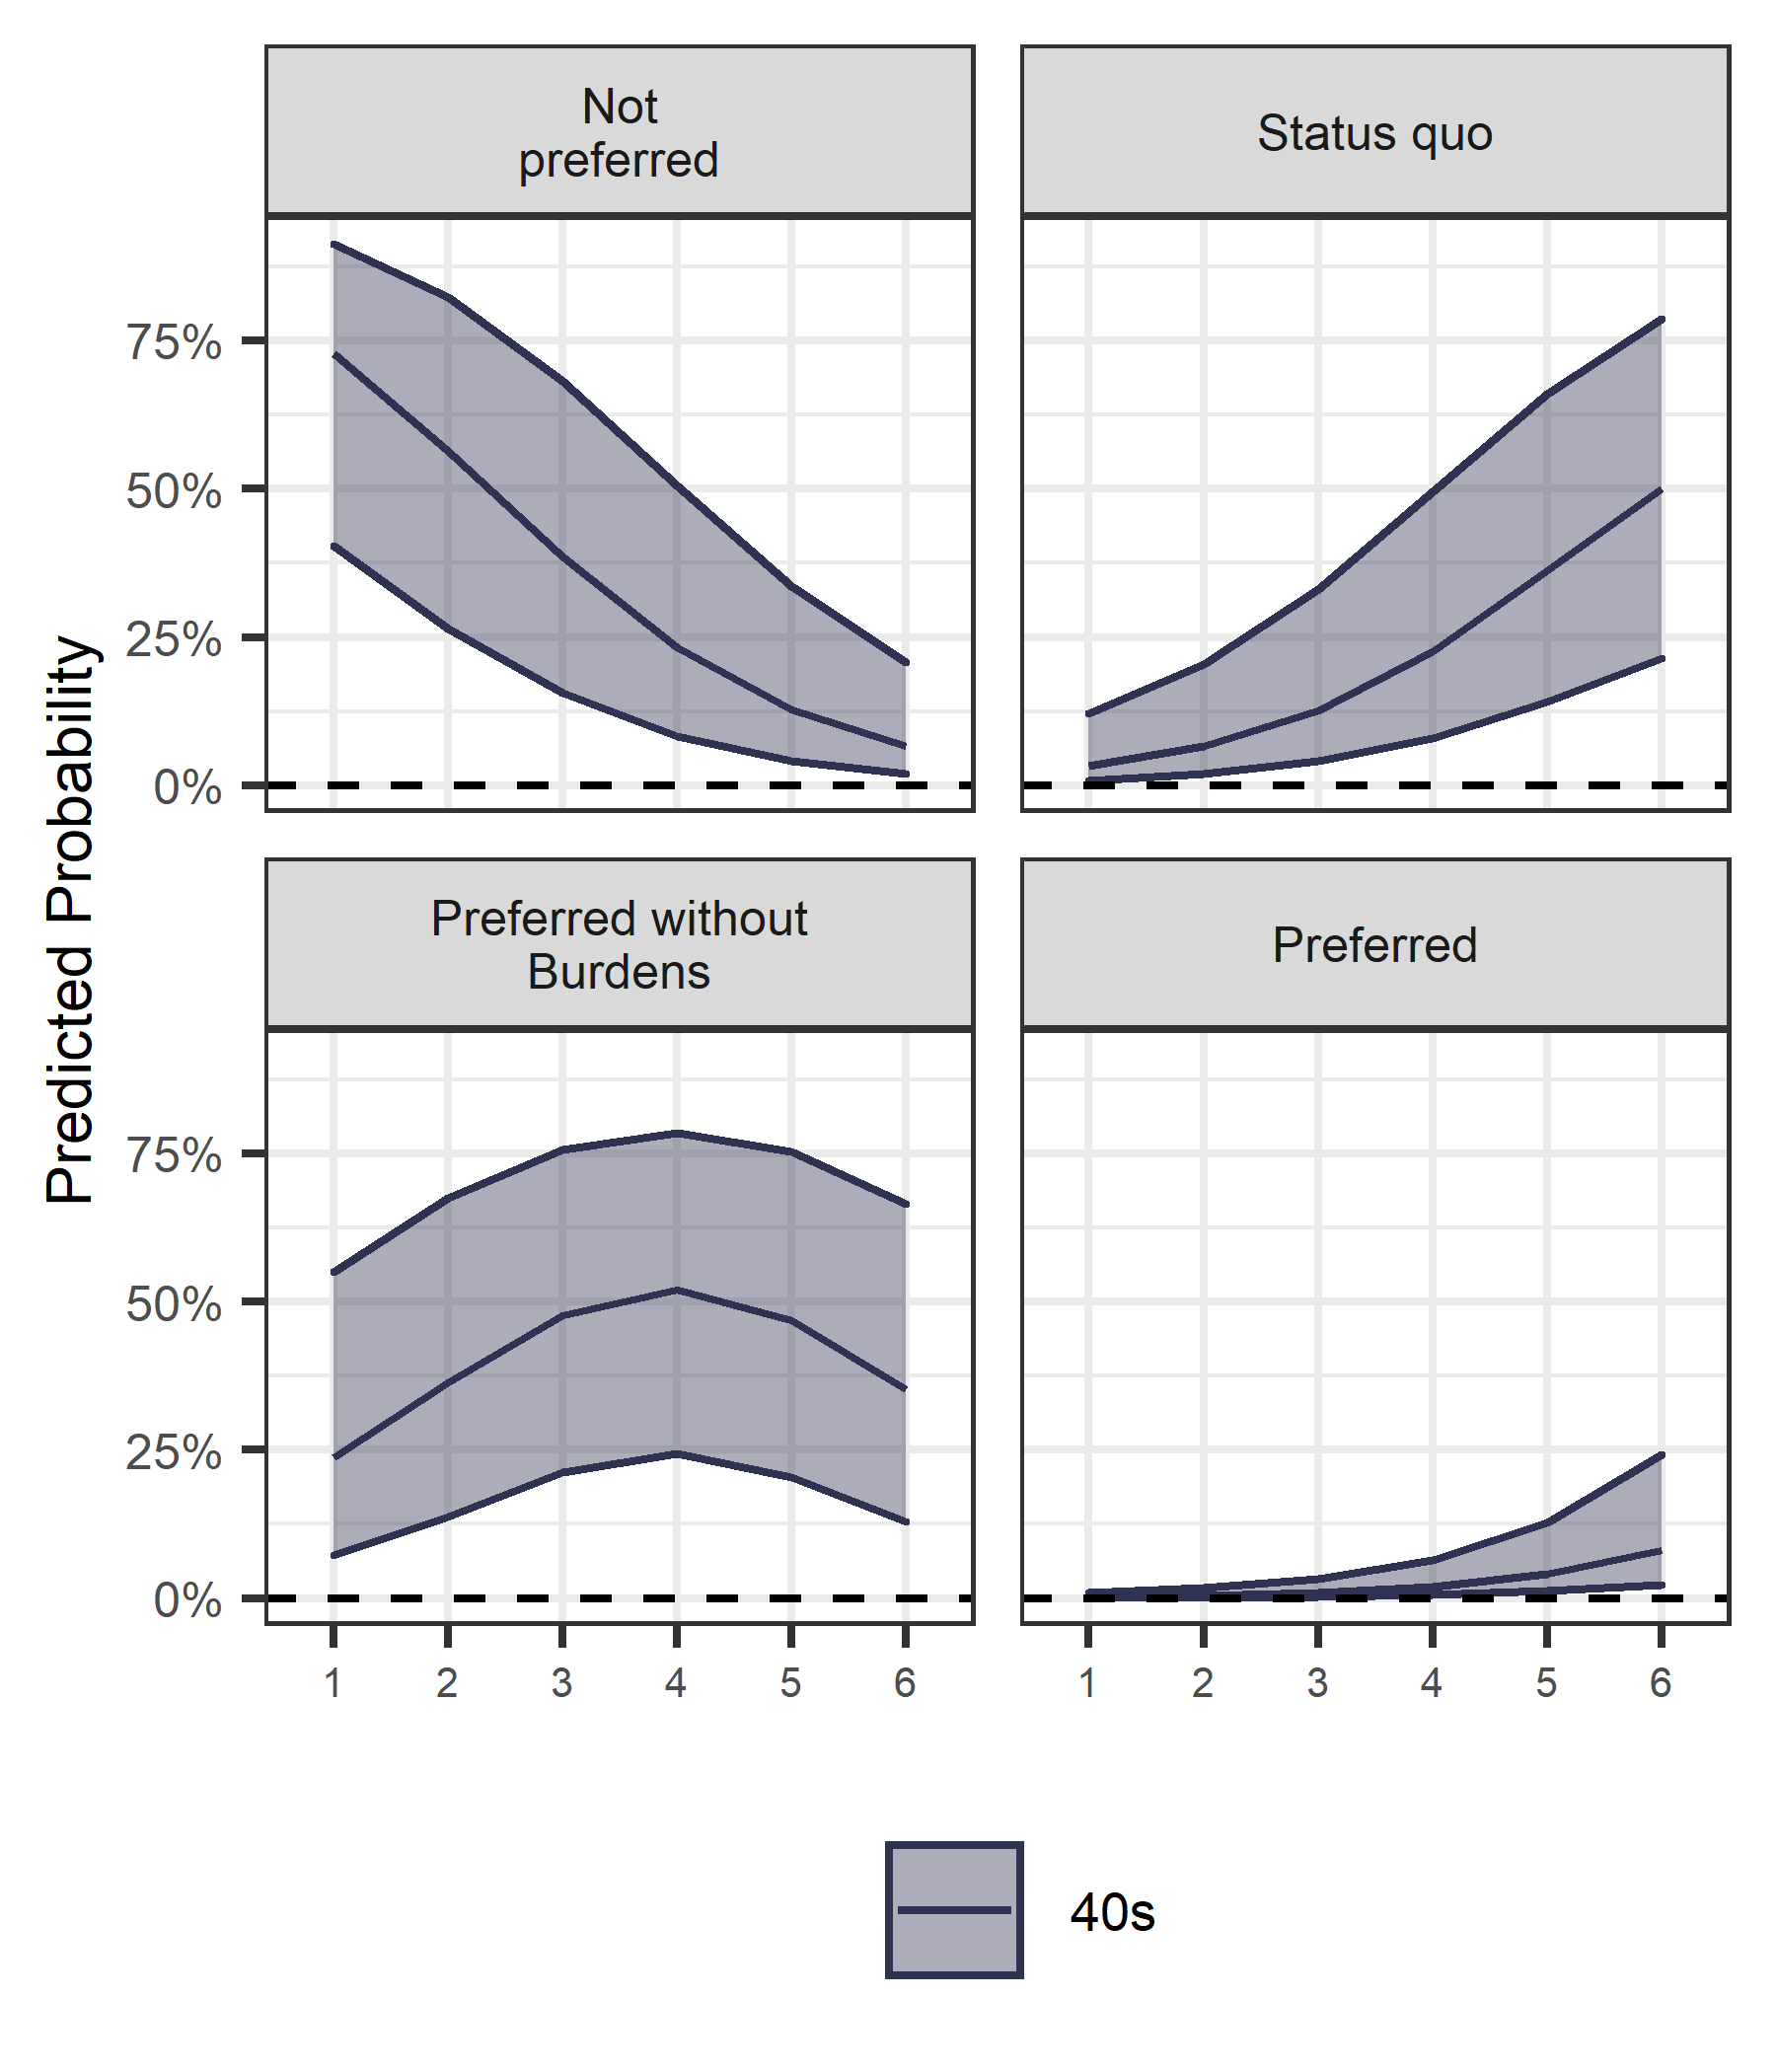 Not
preferred
Status quo
75%
50%
25%
0%
Predicted Probability
Preferred without
Burdens
Preferred
75%
50%
25%
0%
1 2 3 4 5 6
1 2 3 4 5 6
40s